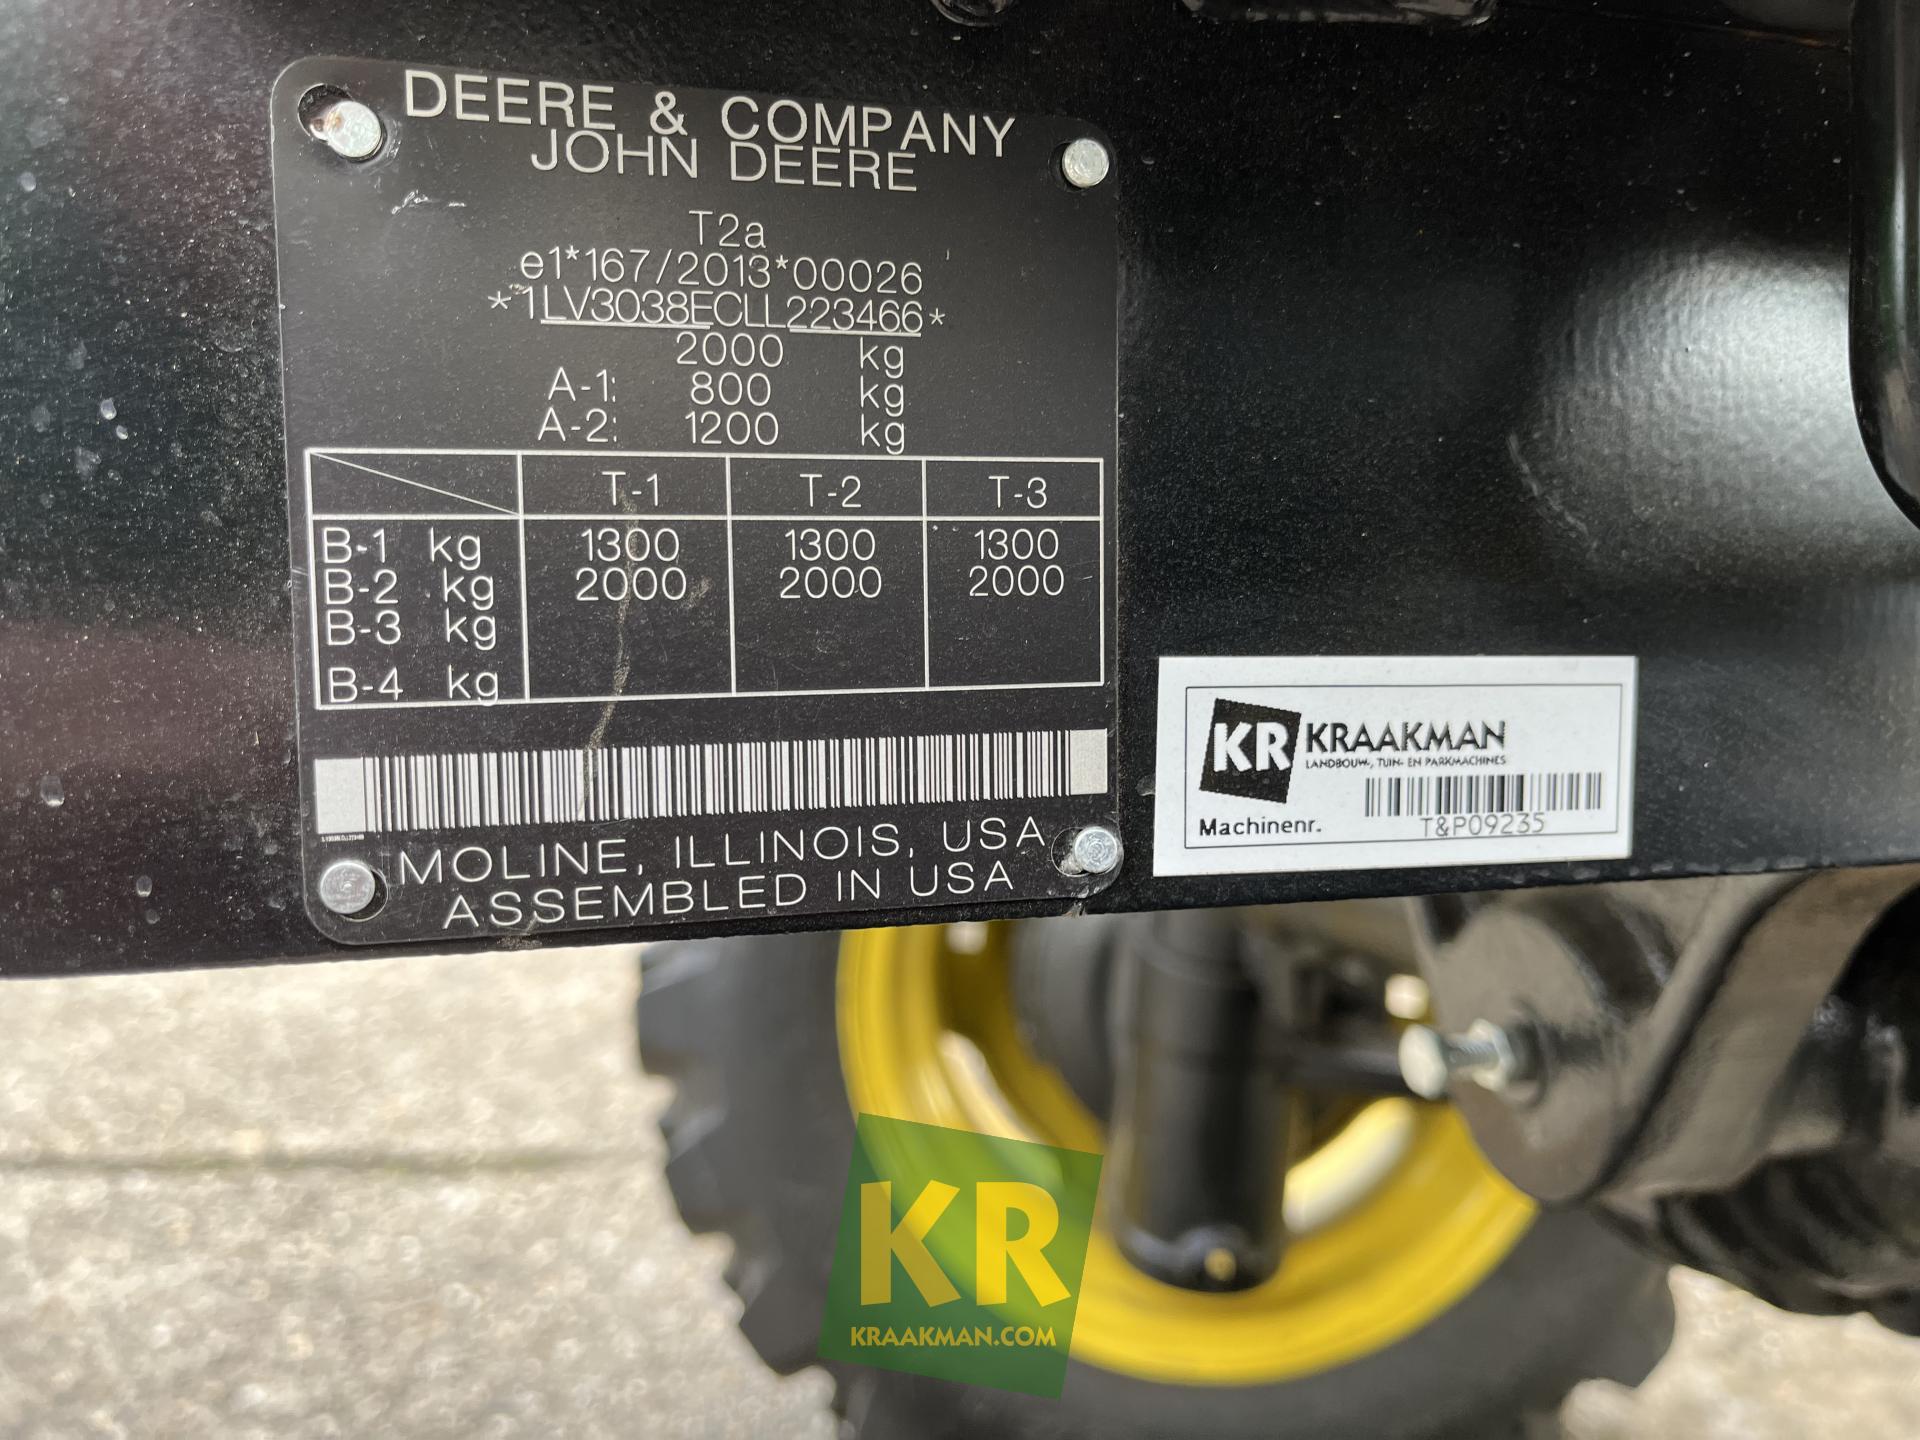 DEERE & COMPANY
JOHN DEERE
T2a
e1*167/2013*00026
*1LV3038ECLL223466*
2000 kg
A-1: 800 kg
A-2: 1200 kg
T-1 T-2 T-3
B-1 kg 1300 1300 1300
B-2 kg 2000 2000 2000
B-3 kg
B-4 kg
MOLINE, ILLINOIS, USA
ASSEMBLED IN USA
KR KRAAKMAN
LANDBOUW-, TUIN- EN PARKMACHINES
Machinenr. T&P09235
KR
KRAAKMAN.COM